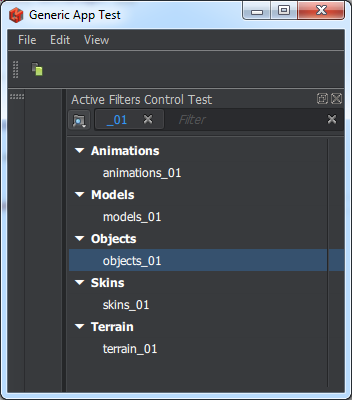 Generic App Test
File Edit View
Active Filters Control Test
_01 Filter
Animations
animations_01
Models
models_01
Objects
objects_01
Skins
skins_01
Terrain
terrain_01